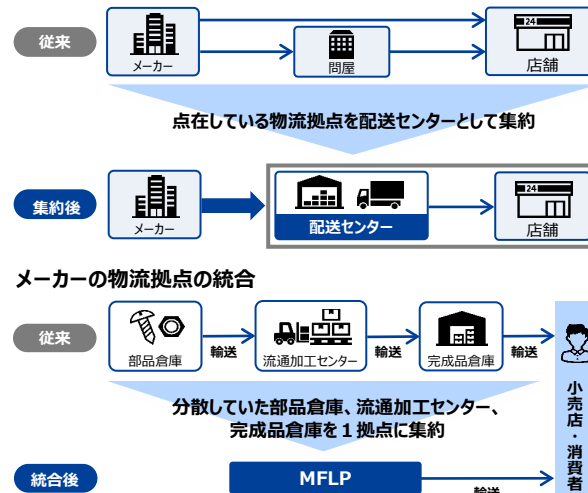 従来
メーカー
問屋
24
店舗
点在している物流拠点を配送センターとして集約
集約後
メーカー
配送センター
24
店舗
メーカーの物流拠点の統合
従来
部品倉庫
輸送
流通加工センター
輸送
完成品倉庫
輸送
小売店・消費者
分散していた部品倉庫、流通加工センター、
完成品倉庫を１拠点に集約
統合後
MFLP
輸送